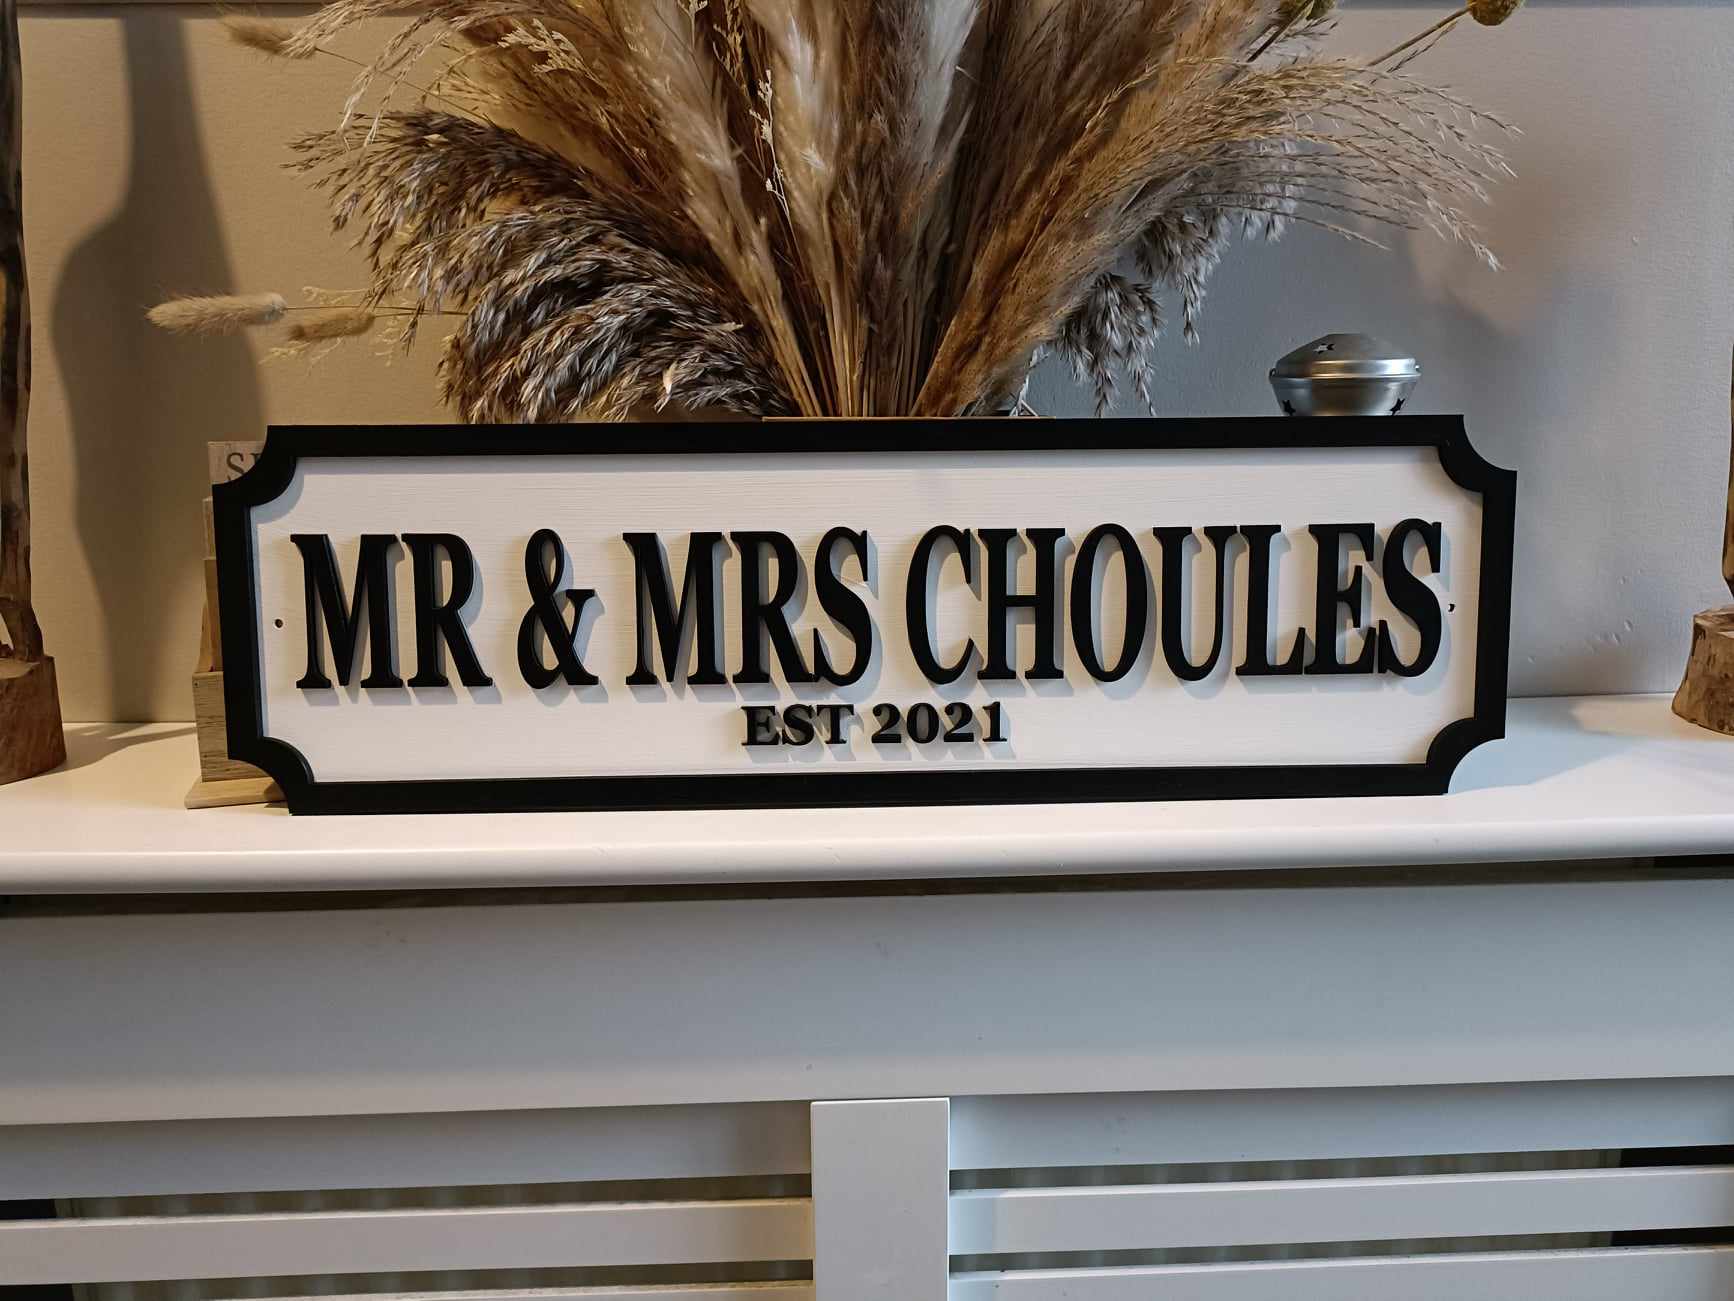 MR & MRS CHOULES
EST 2021